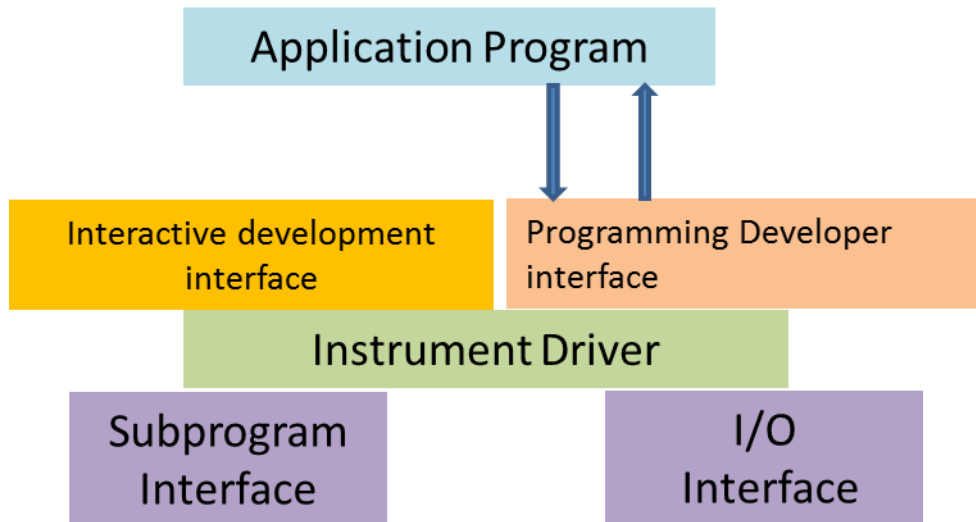 Application Program
Interactive development
interface
Programming Developer
interface
Instrument Driver
Subprogram
Interface
I/O
Interface